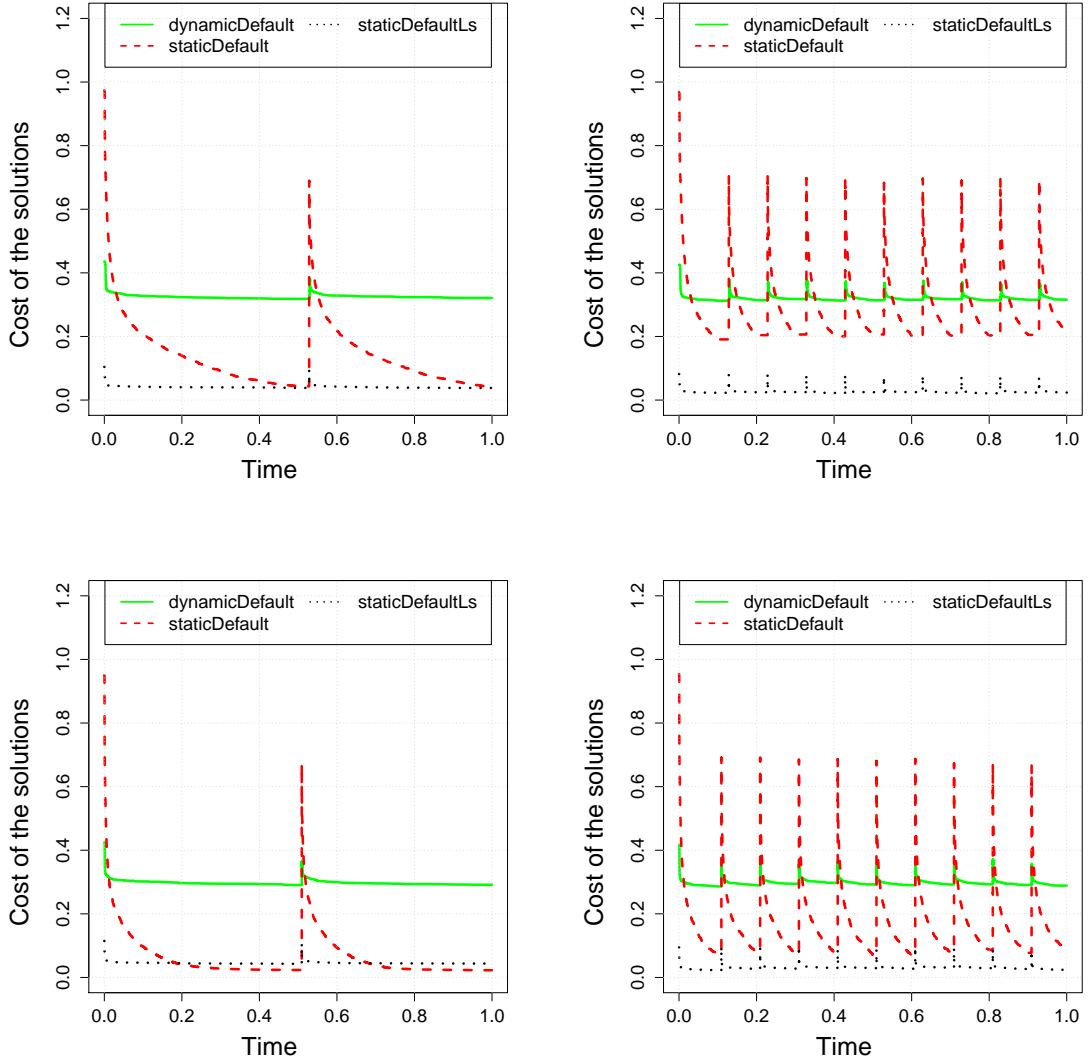 dynamicDefault staticDefaultLs
staticDefault
Cost of the solutions
0.0 0.2 0.4 0.6 0.8 1.0 1.2
0.0 0.2 0.4 0.6 0.8 1.0
Time
dynamicDefault staticDefaultLs
staticDefault
Cost of the solutions
0.0 0.2 0.4 0.6 0.8 1.0 1.2
0.0 0.2 0.4 0.6 0.8 1.0
Time
dynamicDefault staticDefaultLs
staticDefault
Cost of the solutions
0.0 0.2 0.4 0.6 0.8 1.0 1.2
0.0 0.2 0.4 0.6 0.8 1.0
Time
dynamicDefault staticDefaultLs
staticDefault
Cost of the solutions
0.0 0.2 0.4 0.6 0.8 1.0 1.2
0.0 0.2 0.4 0.6 0.8 1.0
Time